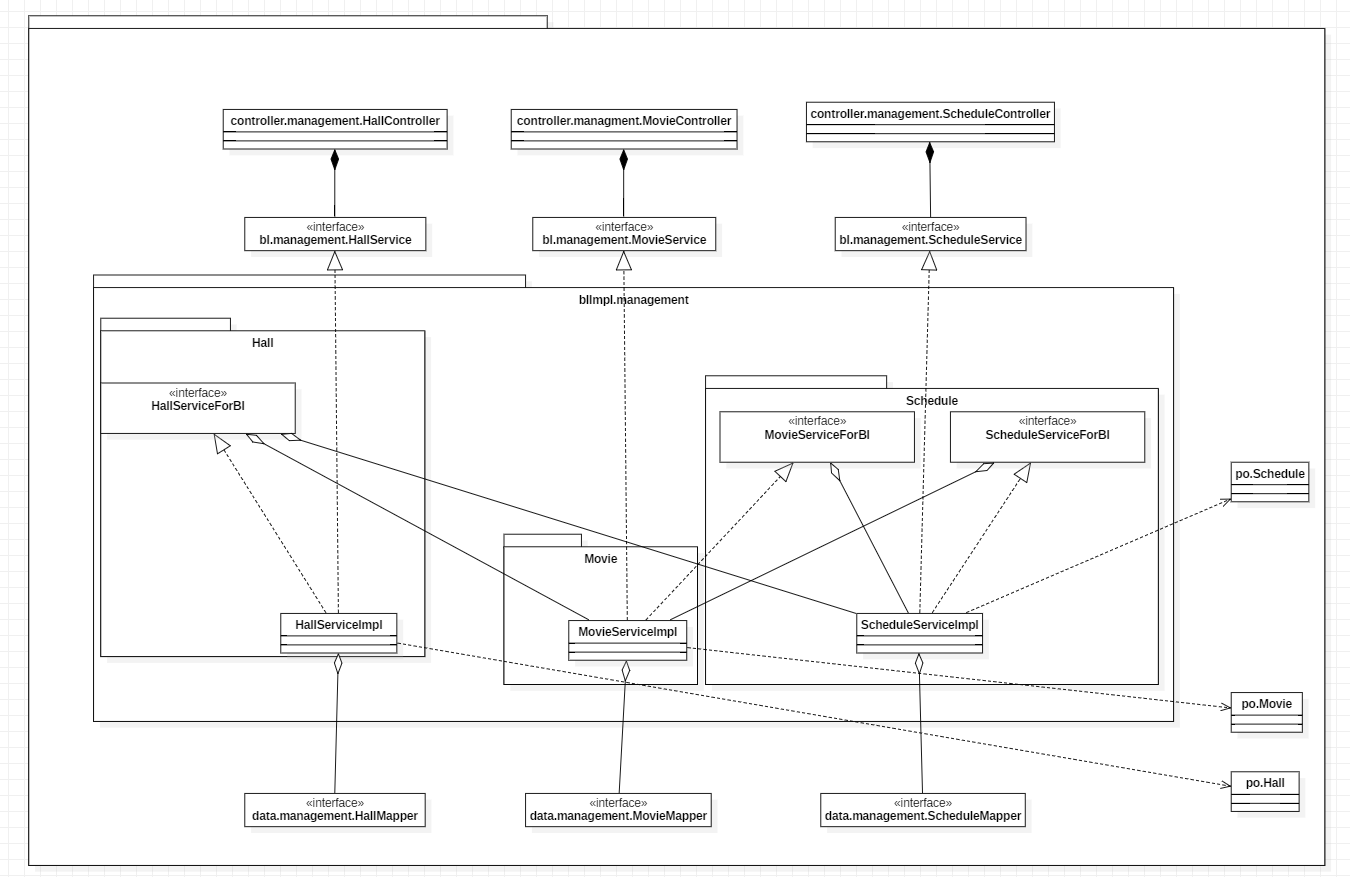 controller.management.HallController
controller.managment.MovieController
controller.management.ScheduleController
«interface»
bl.management.HallService
«interface»
bl.management.MovieService
«interface»
bl.management.ScheduleService
blImpl.management
Hall
«interface»
HallServiceForBl
Schedule
«interface»
MovieServiceForBl
«interface»
ScheduleServiceForBl
po.Schedule
Movie
HallServiceImpl
MovieServiceImpl
ScheduleServiceImpl
po.Movie
po.Hall
«interface»
data.management.HallMapper
«interface»
data.management.MovieMapper
«interface»
data.management.ScheduleMapper